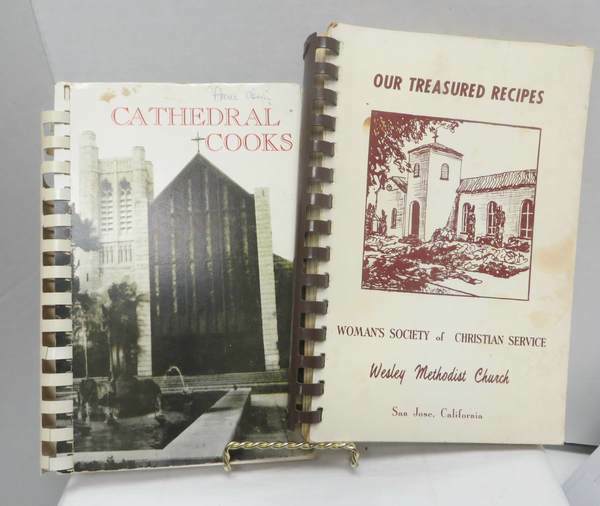 CATHEDRAL
COOKS
OUR TREASURED RECIPES
WOMAN'S SOCIETY of CHRISTIAN SERVICE
Wesley Methodist Church
San Jose, California